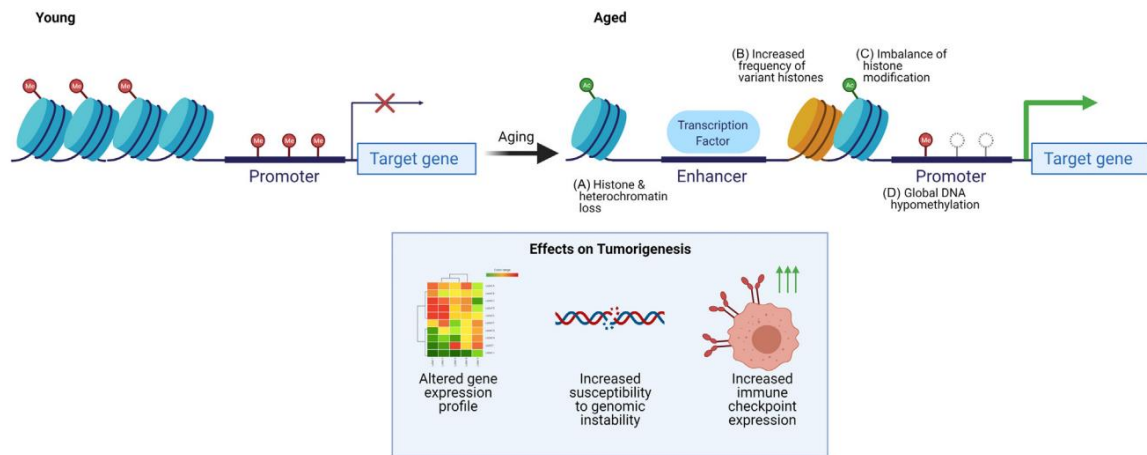 Young
Aged
Me
Me
Me
Me
Me
Me
Promoter
Target gene
Aging
Ac
(A) Histone &
heterochromatin
loss
Transcription
Factor
Enhancer
(B) Increased
frequency of
variant histones
(C) Imbalance of
histone
modification
Ac
Me
Promoter
(D) Global DNA
hypomethylation
Target gene
Effects on Tumorigenesis
Altered gene
expression
profile
Increased
susceptibility
to genomic
instability
Increased
immune
checkpoint
expression